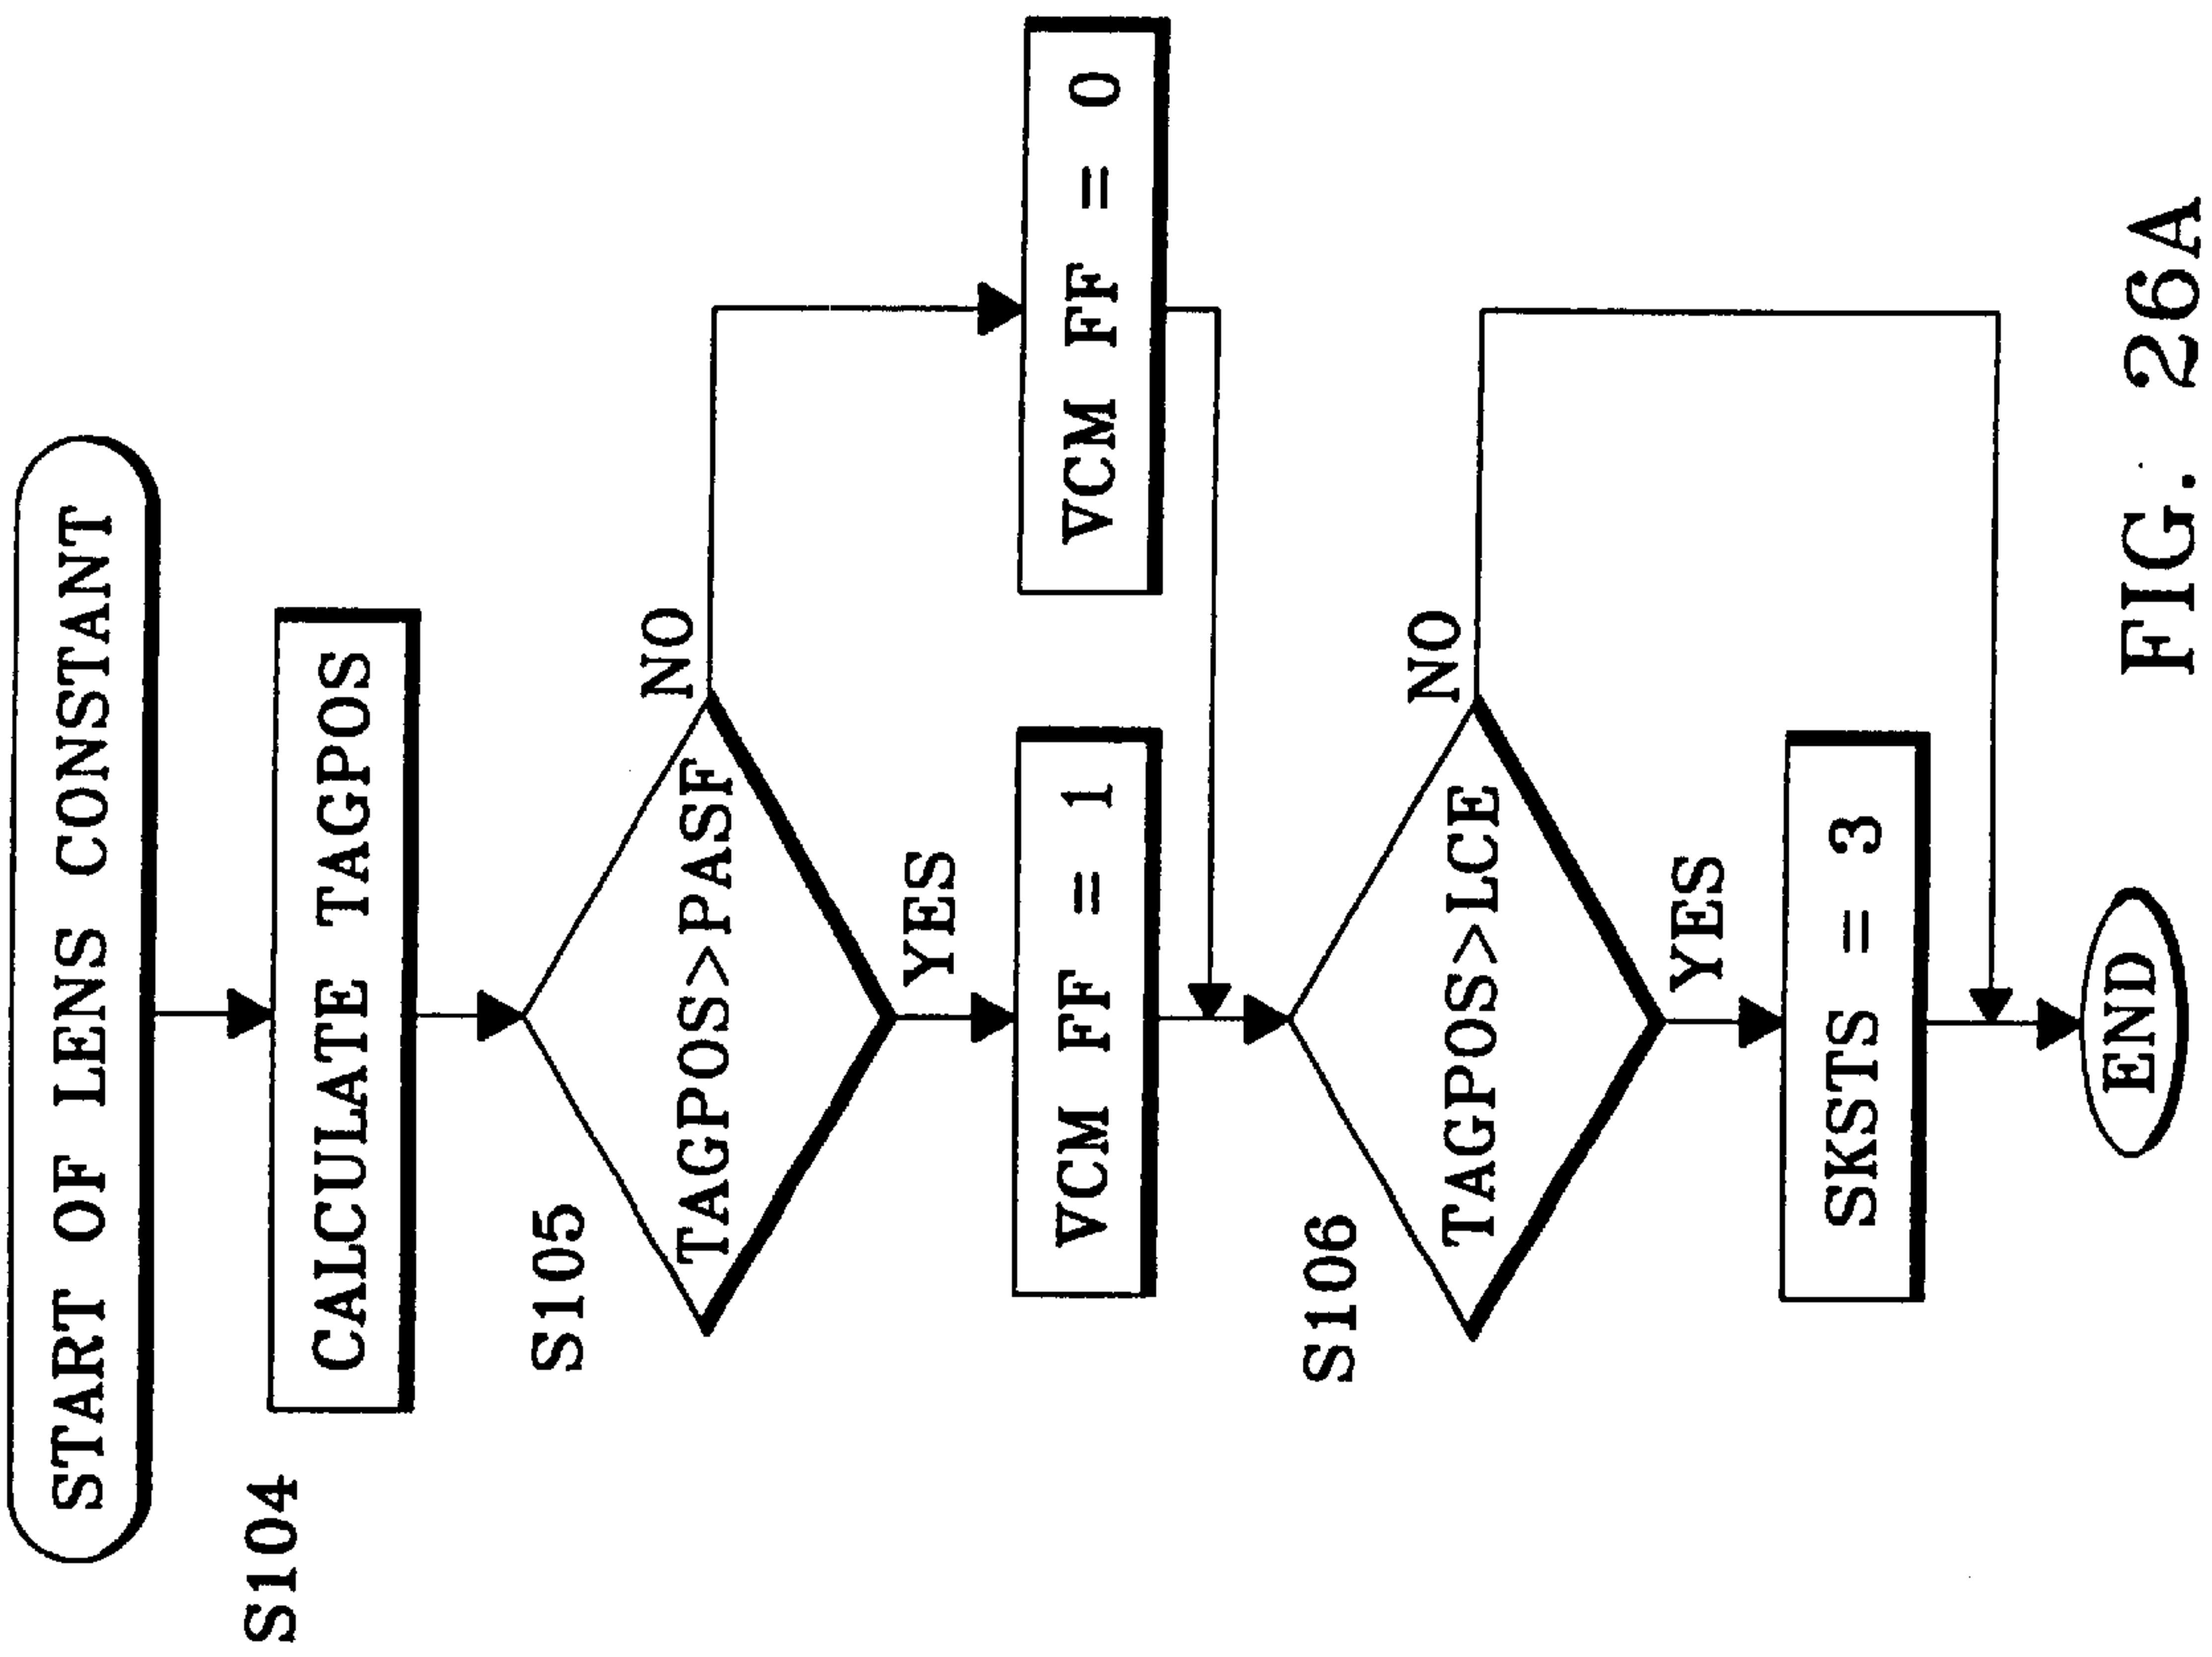 START OF LENS CONSTANT
S104
CALCULATE TAGPOS
S105
TAGPOS>PASF
NO
YES
VCM FF = 1
VCM FF = 0
S106
TAGPOS>LCE
NO
YES
SKSTS = 3
END
FIG. 26A